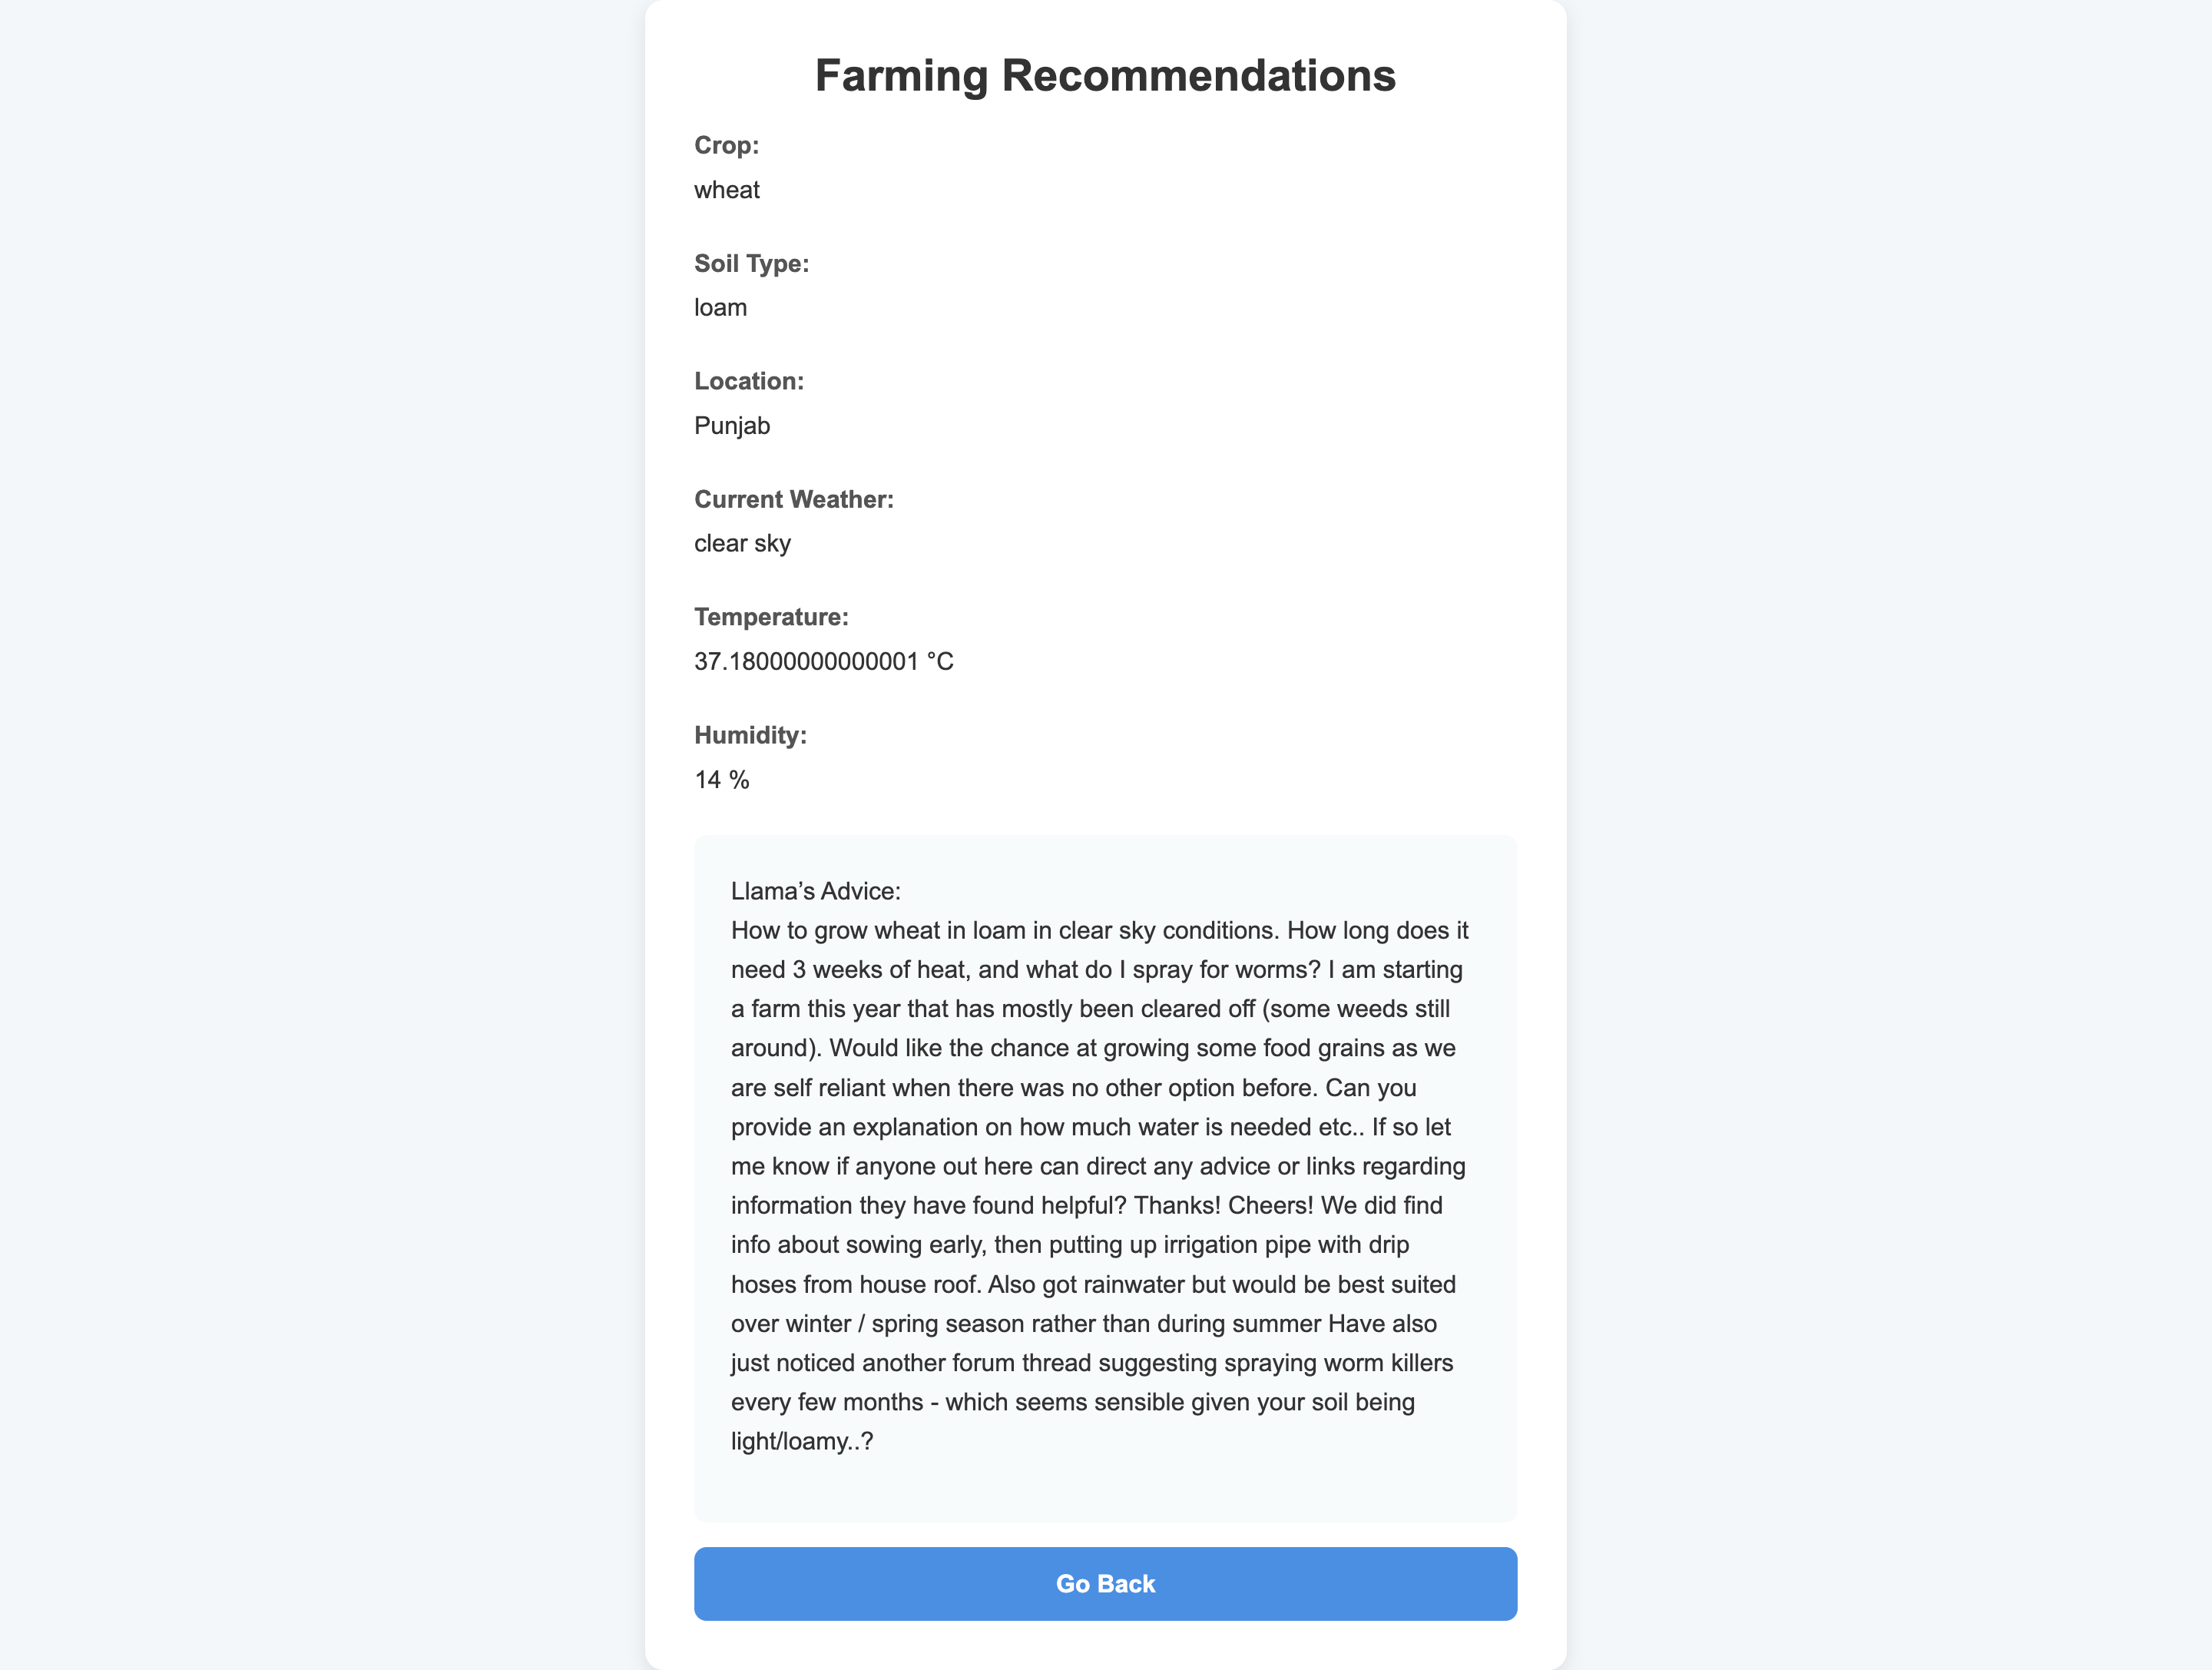 Farming Recommendations
Crop:
wheat
Soil Type:
loam
Location:
Punjab
Current Weather:
clear sky
Temperature:
37.18000000000001 °C
Humidity:
14 %
Llama’s Advice:
How to grow wheat in loam in clear sky conditions. How long does it
need 3 weeks of heat, and what do I spray for worms? I am starting
a farm this year that has mostly been cleared off (some weeds still
around). Would like the chance at growing some food grains as we
are self reliant when there was no other option before. Can you
provide an explanation on how much water is needed etc.. If so let
me know if anyone out here can direct any advice or links regarding
information they have found helpful? Thanks! Cheers! We did find
info about sowing early, then putting up irrigation pipe with drip
hoses from house roof. Also got rainwater but would be best suited
over winter / spring season rather than during summer Have also
just noticed another forum thread suggesting spraying worm killers
every few months - which seems sensible given your soil being
light/loamy..?
Go Back